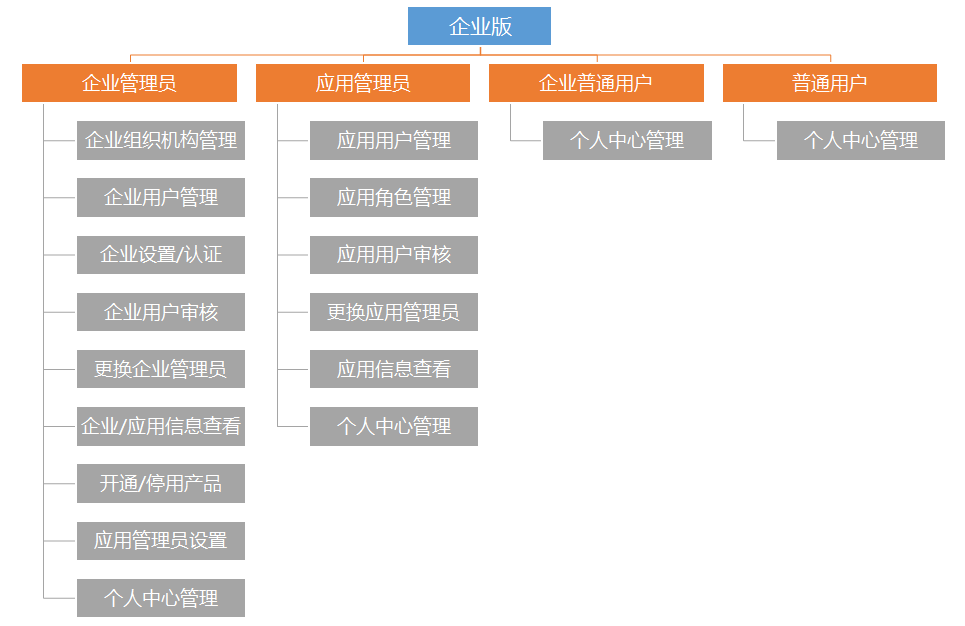 企业版
企业管理员
应用管理员
企业普通用户
普通用户
企业组织机构管理
应用用户管理
个人中心管理
个人中心管理
企业用户管理
应用角色管理
企业设置/认证
应用用户审核
企业用户审核
更换应用管理员
更换企业管理员
应用信息查看
企业/应用信息查看
个人中心管理
开通/停用产品
应用管理员设置
个人中心管理